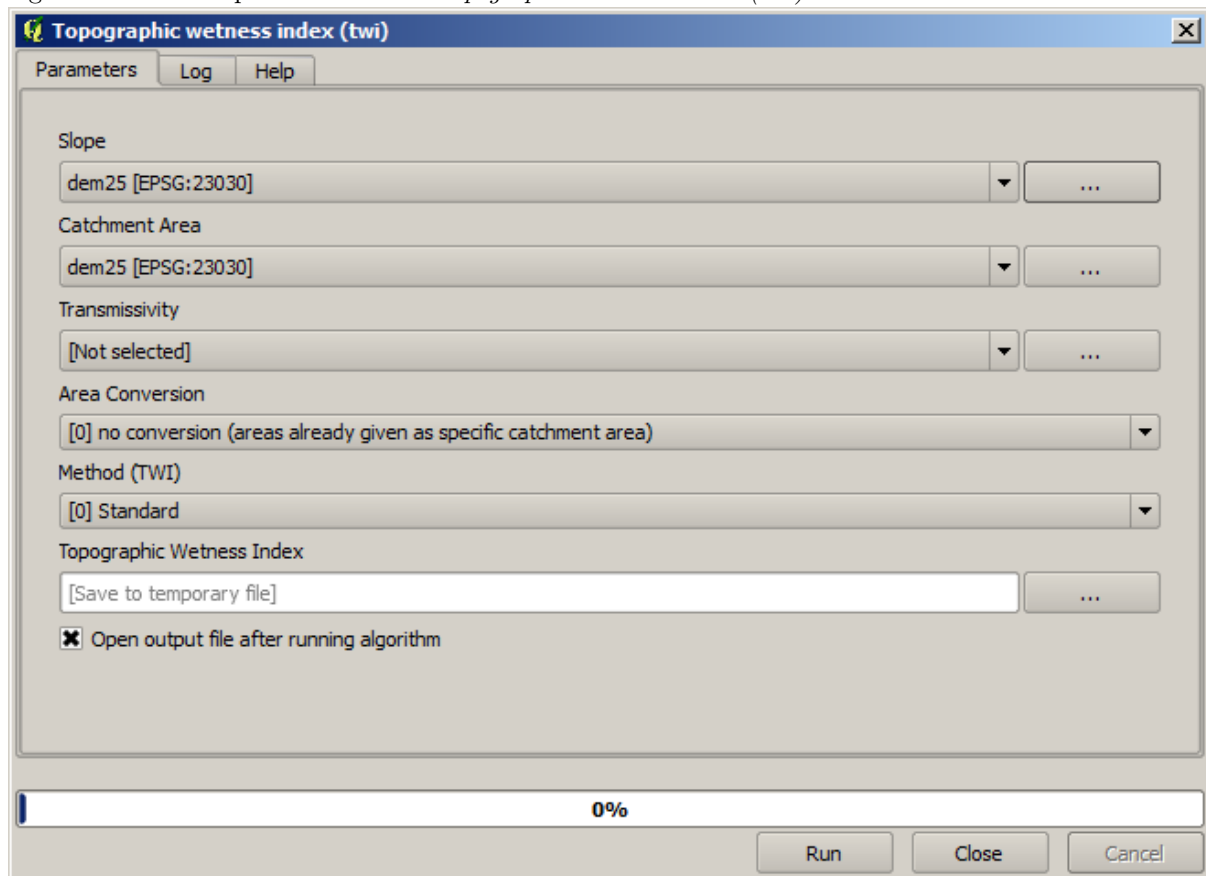 Topographic wetness index (twi)
Parameters Log Help
Slope
dem25 [EPSG:23030] ...
Catchment Area
dem25 [EPSG:23030] ...
Transmissivity
[Not selected] ...
Area Conversion
[0] no conversion (areas already given as specific catchment area)
Method (TWI)
[0] Standard
Topographic Wetness Index
[Save to temporary file] ...
Open output file after running algorithm
0%
Run Close Cancel